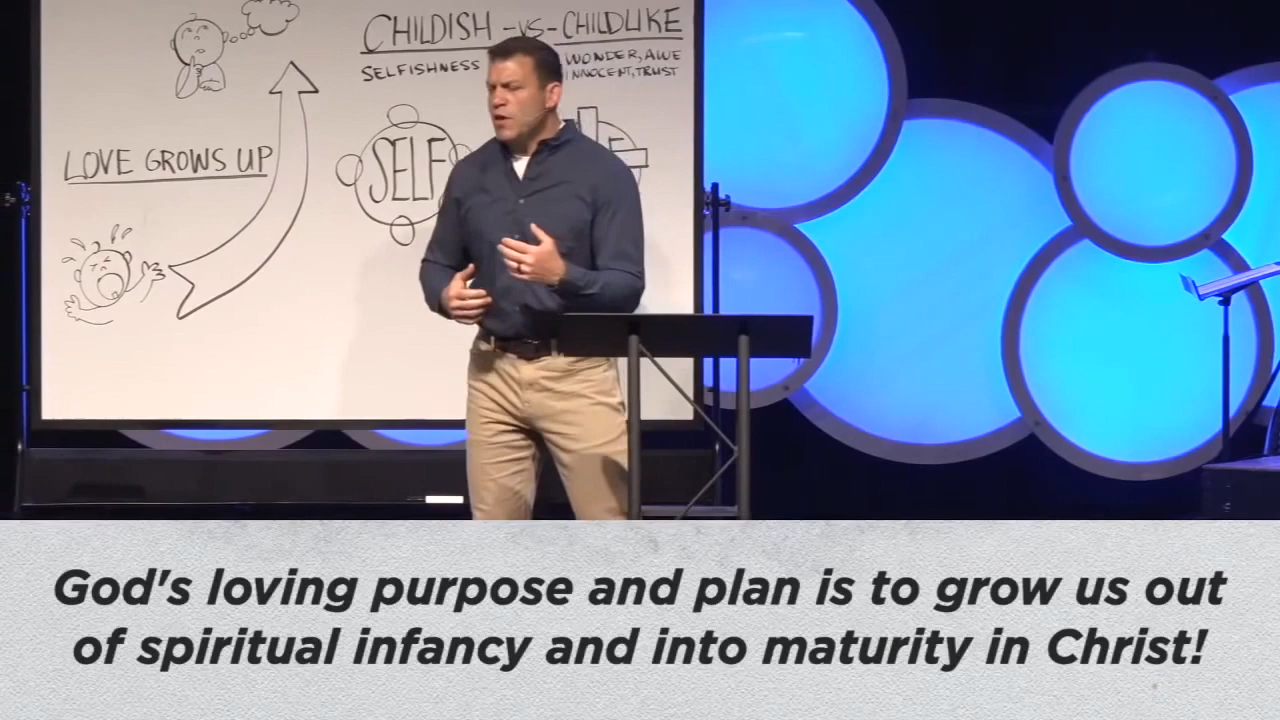 CHILDISH -VS- CHILDLIKE
SELFISHNESS WONDER, AWE
INNOCENT, TRUST
LOVE GROWS UP
SELF
God's loving purpose and plan is to grow us out
of spiritual infancy and into maturity in Christ!